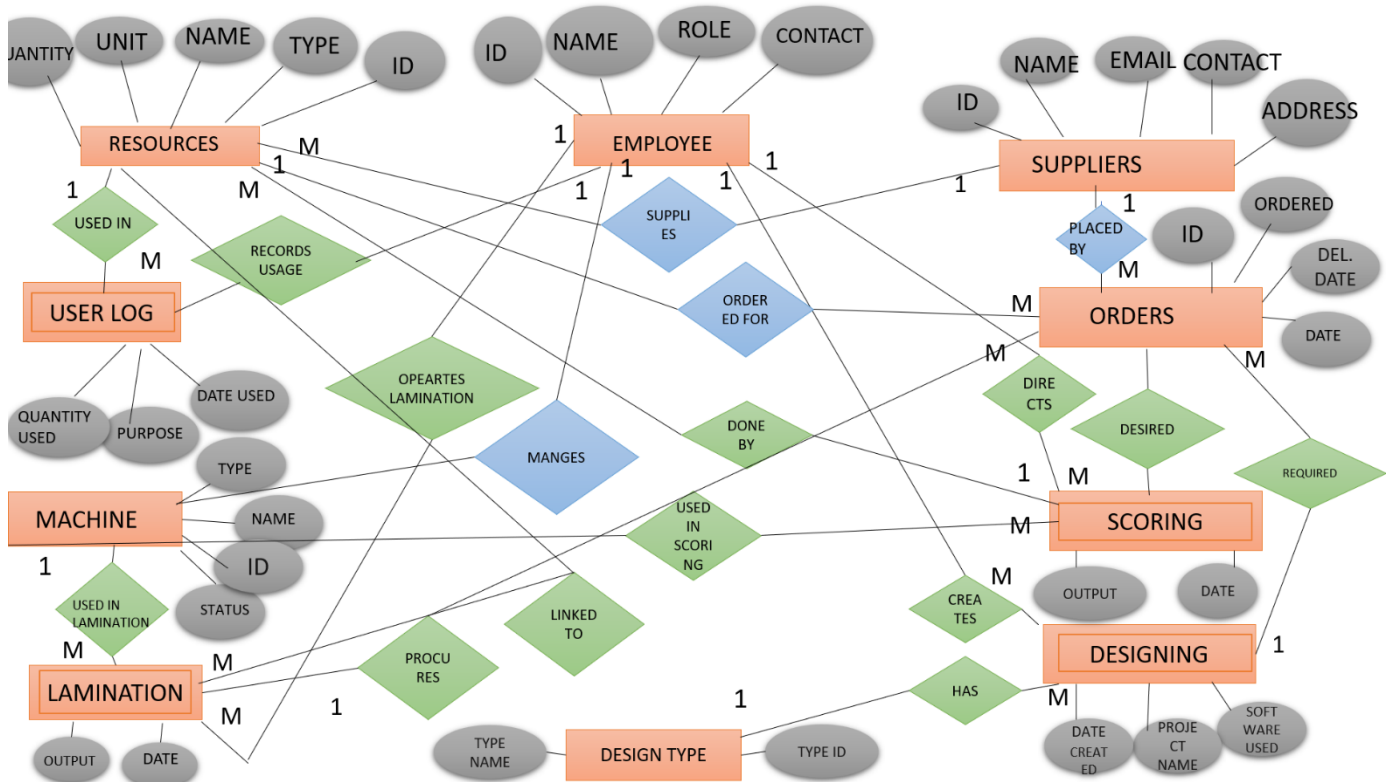 UANTITY
UNIT
NAME
TYPE
ID
ID
NAME
ROLE
CONTACT
NAME
EMAIL
CONTACT
ID
ADDRESS
RESOURCES
EMPLOYEE
SUPPLIERS
M
1
M
1
1
1
1
1
1
1
1
USED IN
SUPPLI
ES
PLACED
BY
ORDERED
ID
DEL.
DATE
DATE
M
RECORDS
USAGE
M
USER LOG
ORDER
ED FOR
M
ORDERS
M
M
QUANTITY
USED
PURPOSE
DATE USED
OPEARTES
LAMINATION
DONE
BY
DIRE
CTS
DESIRED
REQUIRED
TYPE
MANGES
1
M
MACHINE
NAME
ID
STATUS
1
USED
IN
SCORI
NG
M
SCORING
OUTPUT
DATE
USED IN
LAMINATION
LINKED
TO
M
CREA
TES
M
M
PROCU
RES
DESIGNING
1
LAMINATION
M
1
HAS
1
M
OUTPUT
DATE
TYPE
NAME
DESIGN TYPE
TYPE ID
DATE
CREAT
ED
PROJE
CT
NAME
SOFT
WARE
USED